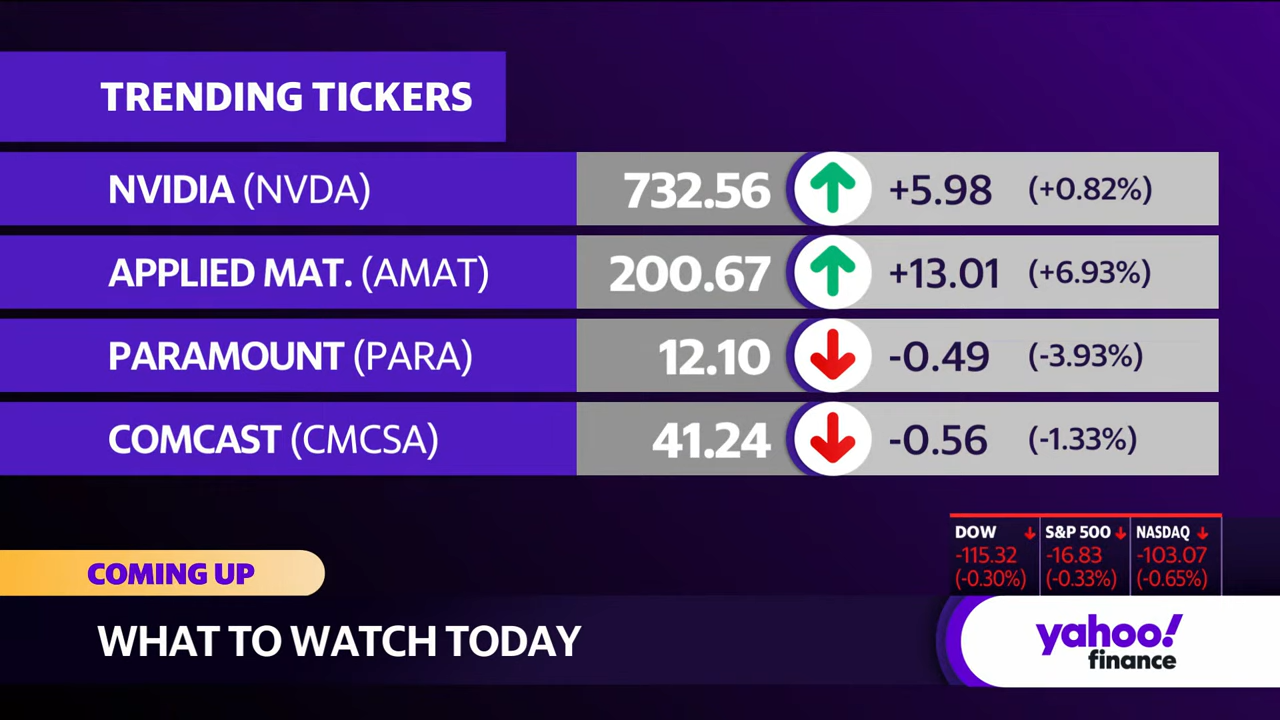 TRENDING TICKERS
NVIDIA (NVDA) 732.56 +5.98 (+0.82%)
APPLIED MAT. (AMAT) 200.67 +13.01 (+6.93%)
PARAMOUNT (PARA) 12.10 -0.49 (-3.93%)
COMCAST (CMCSA) 41.24 -0.56 (-1.33%)
DOW S&P 500 NASDAQ
-115.32 -16.83 -103.07
(-0.30%) (-0.33%) (-0.65%)
COMING UP
WHAT TO WATCH TODAY
yahoo!
finance